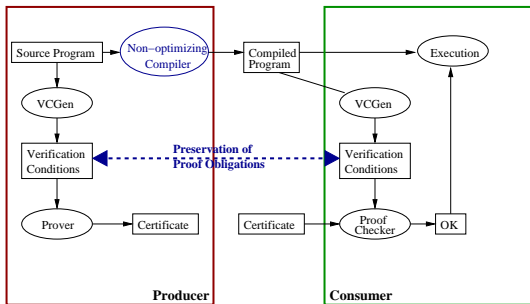 Source Program
Non-optimizing
Compiler
Compiled
Program
Execution
VCGen
VCGen
Preservation of
Proof Obligations
Verification
Conditions
Verification
Conditions
Prover
Certificate
Certificate
Proof
Checker
OK
Producer
Consumer